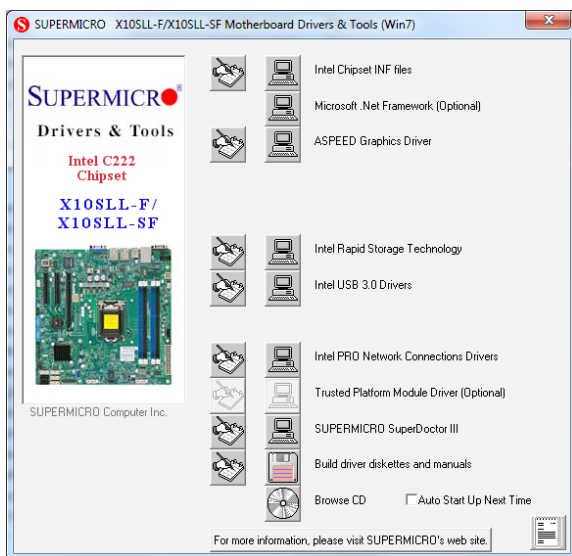 SUPERMICRO X10SLL-F/X10SLL-SF Motherboard Drivers & Tools (Win7)
SUPERMICRO
Drivers & Tools
Intel C222
Chipset
X10SLL-F/
X10SLL-SF
SUPERMICRO Computer Inc.
Intel Chipset INF files
Microsoft .Net Framework (Optional)
ASPEED Graphics Driver
Intel Rapid Storage Technology
Intel USB 3.0 Drivers
Intel PRO Network Connections Drivers
Trusted Platform Module Driver (Optional)
SUPERMICRO SuperDoctor III
Build driver diskettes and manuals
Browse CD
Auto Start Up Next Time
For more information, please visit SUPERMICRO's web site.